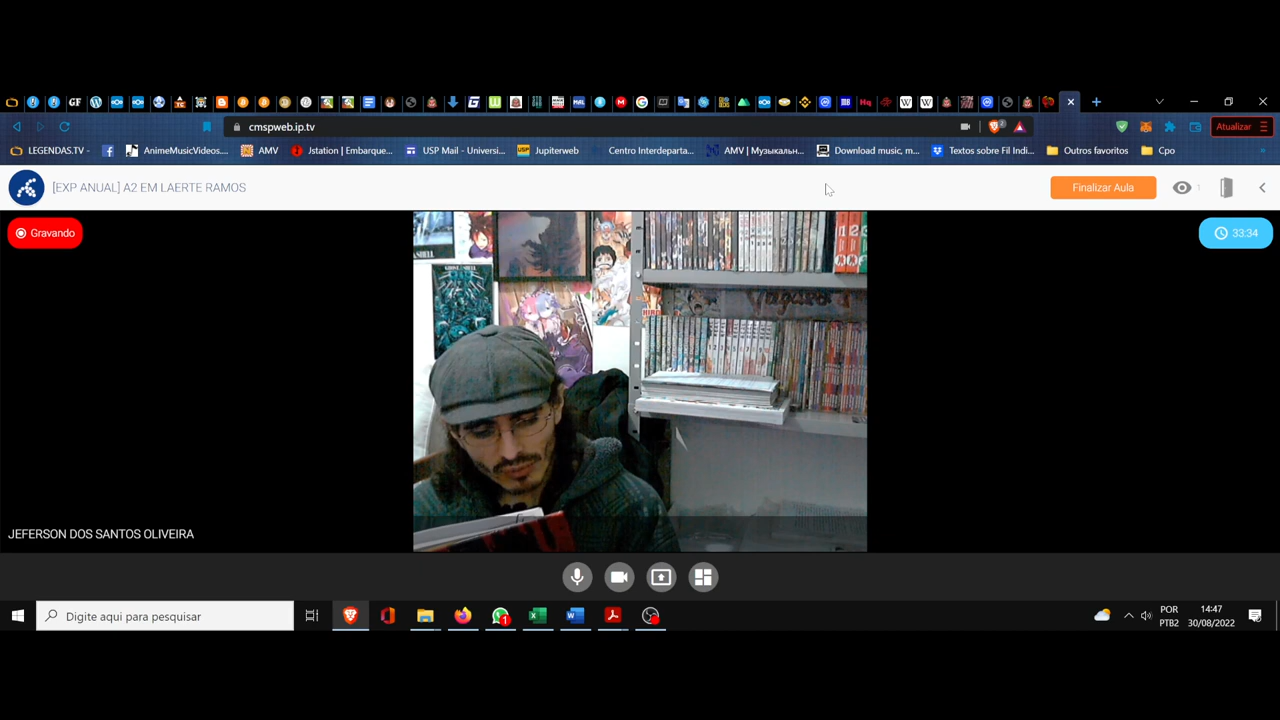 cmspweb.ip.tv
Atualizar
LEGENDAS.TV -
AnimeMusicVideos....
AMV
Jstation | Embarque...
USP Mail - Universi...
Jupiterweb
Centro Interdeparta...
AMV | Музыкальн...
Download music, m...
Textos sobre Fil Indi...
Outros favoritos
Cpo
[EXP ANUAL] A2 EM LAERTE RAMOS
Finalizar Aula
1
Gravando
33:34
JEFERSON DOS SANTOS OLIVEIRA
Digite aqui para pesquisar
1
POR
PTB2
14:47
30/08/2022